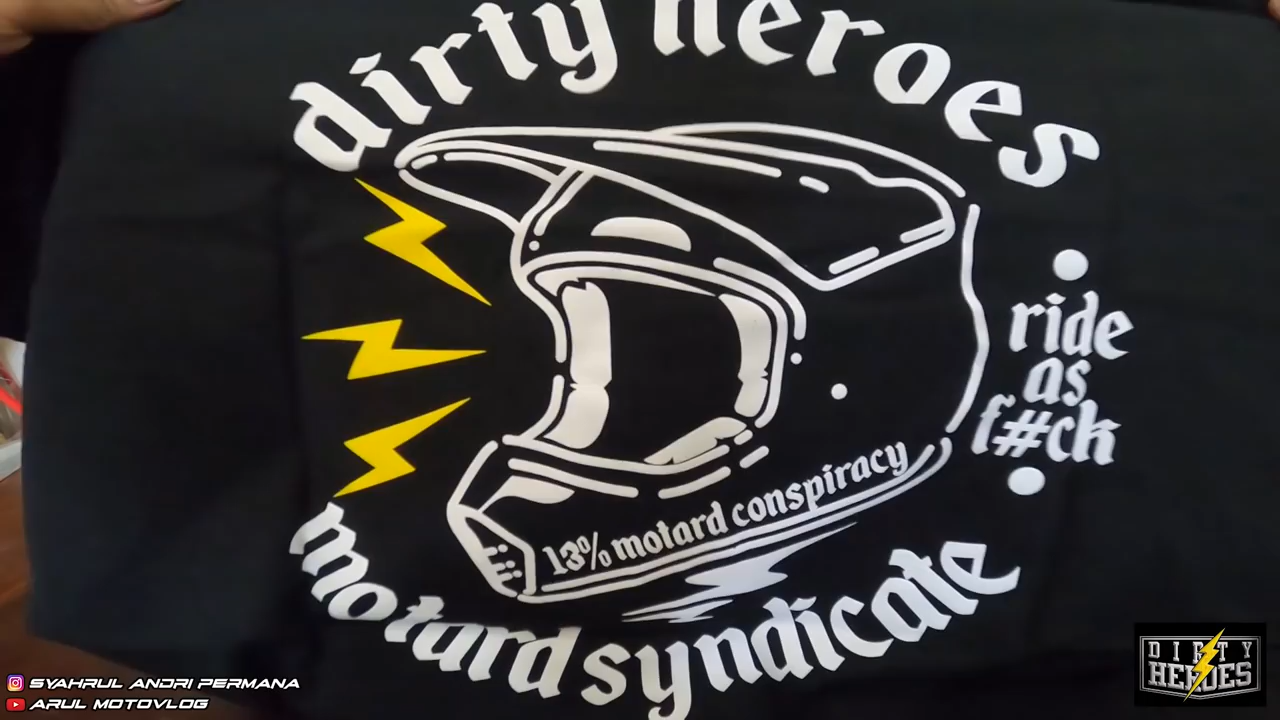 dirty heroes
ride
as
f#ck
13% motard conspiracy
motard syndicate
SYAHRUL ANDRI PERMANA
ARUL MOTOVLOG
DIRTY
HEROES